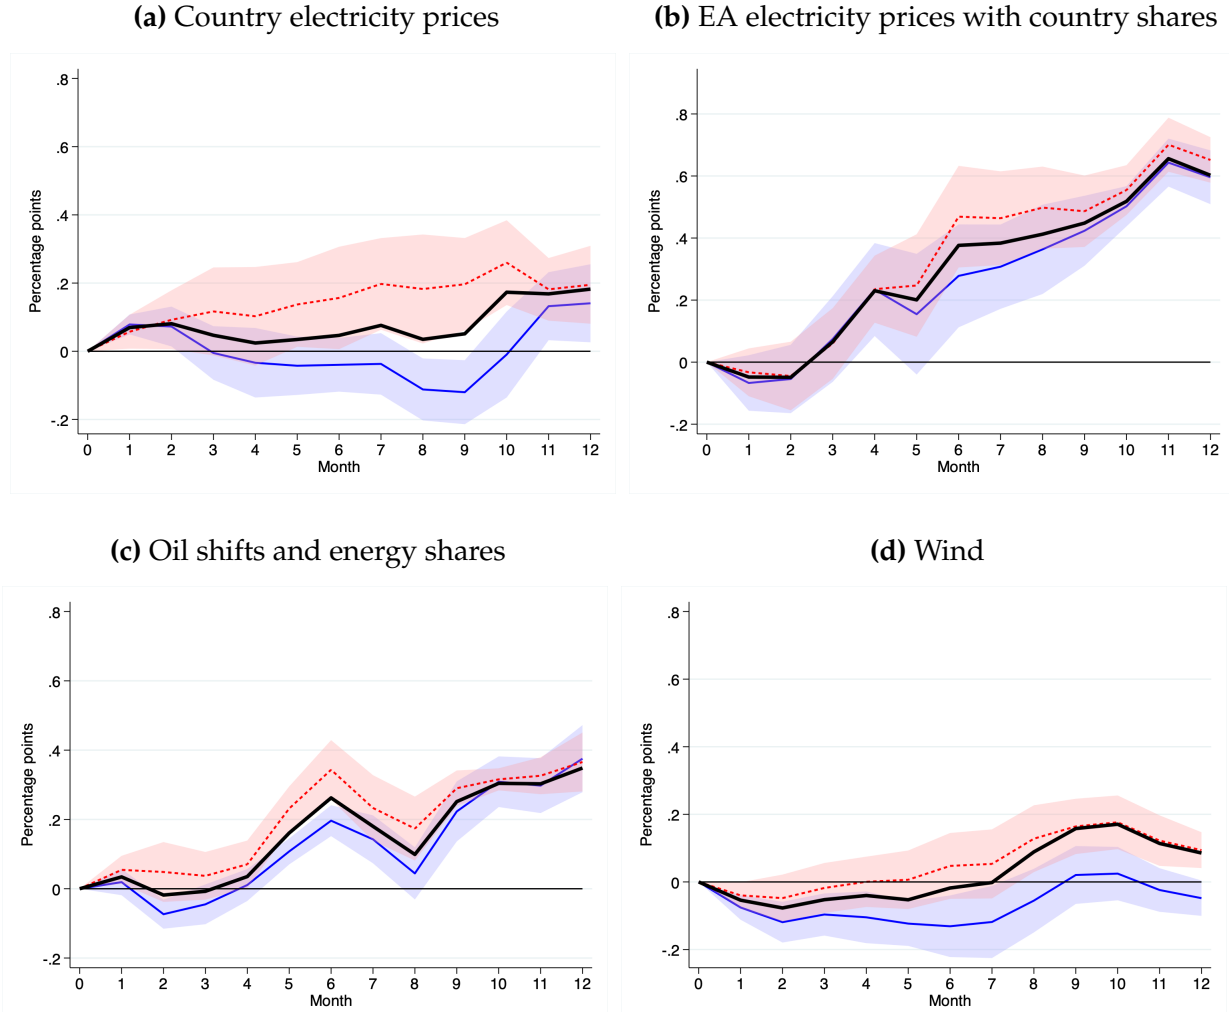 (a) Country electricity prices
(b) EA electricity prices with country shares
Percentage points
.8
.6
.4
.2
0
-.2
0 1 2 3 4 5 6 7 8 9 10 11 12
Month
Percentage points
.8
.6
.4
.2
0
-.2
0 1 2 3 4 5 6 7 8 9 10 11 12
Month
(c) Oil shifts and energy shares
(d) Wind
Percentage points
.8
.6
.4
.2
0
-.2
0 1 2 3 4 5 6 7 8 9 10 11 12
Month
Percentage points
.8
.6
.4
.2
0
-.2
0 1 2 3 4 5 6 7 8 9 10 11 12
Month